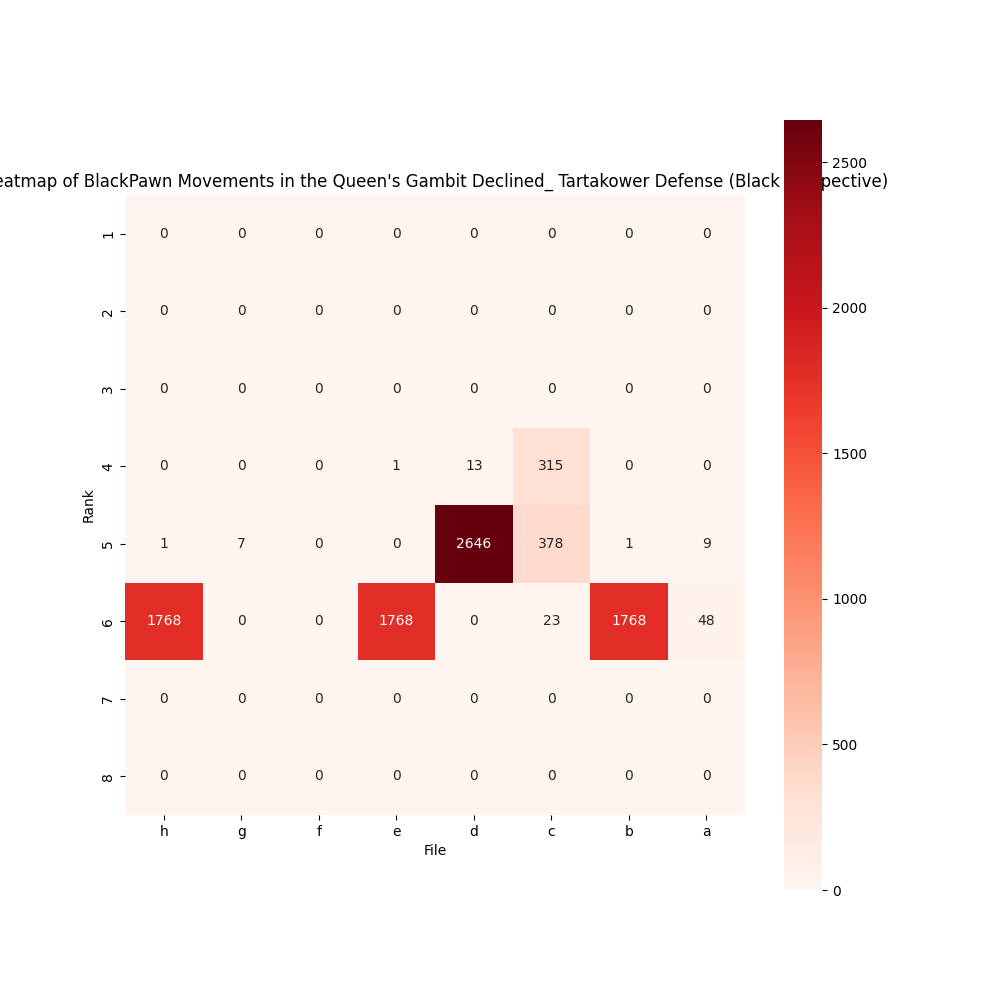 eatmap of BlackPawn Movements in the Queen's Gambit Declined_ Tartakower Defense (Black pective)
Rank
1 0 0 0 0 0 0 0 0
2 0 0 0 0 0 0 0 0
3 0 0 0 0 0 0 0 0
4 0 0 0 1 13 315 0 0
5 1 7 0 0 2646 378 1 9
6 1768 0 0 1768 0 23 1768 48
7 0 0 0 0 0 0 0 0
8 0 0 0 0 0 0 0 0
h g f e d c b a
File
2500
2000
1500
1000
500
0